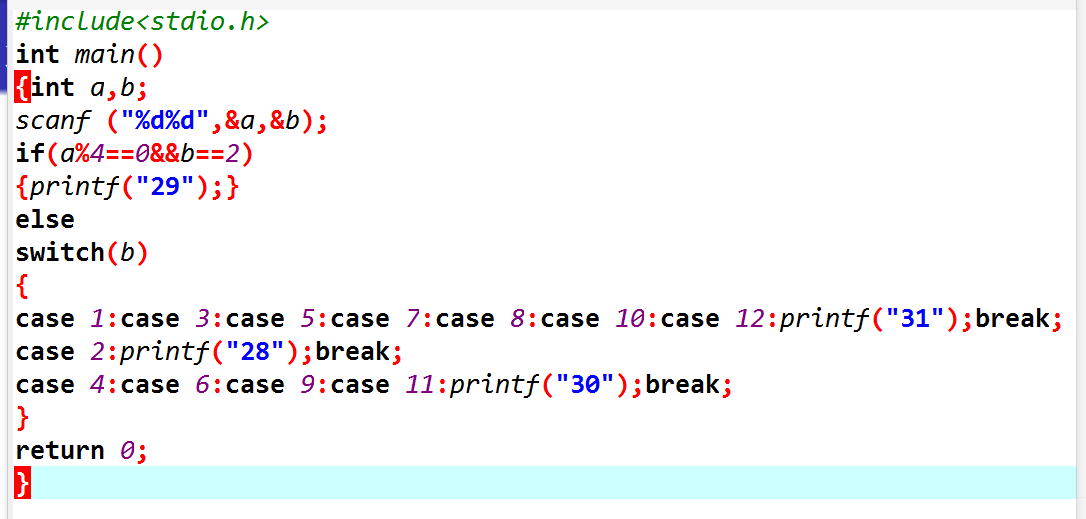 #include<stdio.h>
int main()
{int a,b;
scanf ("%d%d",&a,&b);
if(a%4==0&&b==2)
{printf("29");}
else
switch(b)
{
case 1:case 3:case 5:case 7:case 8:case 10:case 12:printf("31");break;
case 2:printf("28");break;
case 4:case 6:case 9:case 11:printf("30");break;
}
return 0;
}